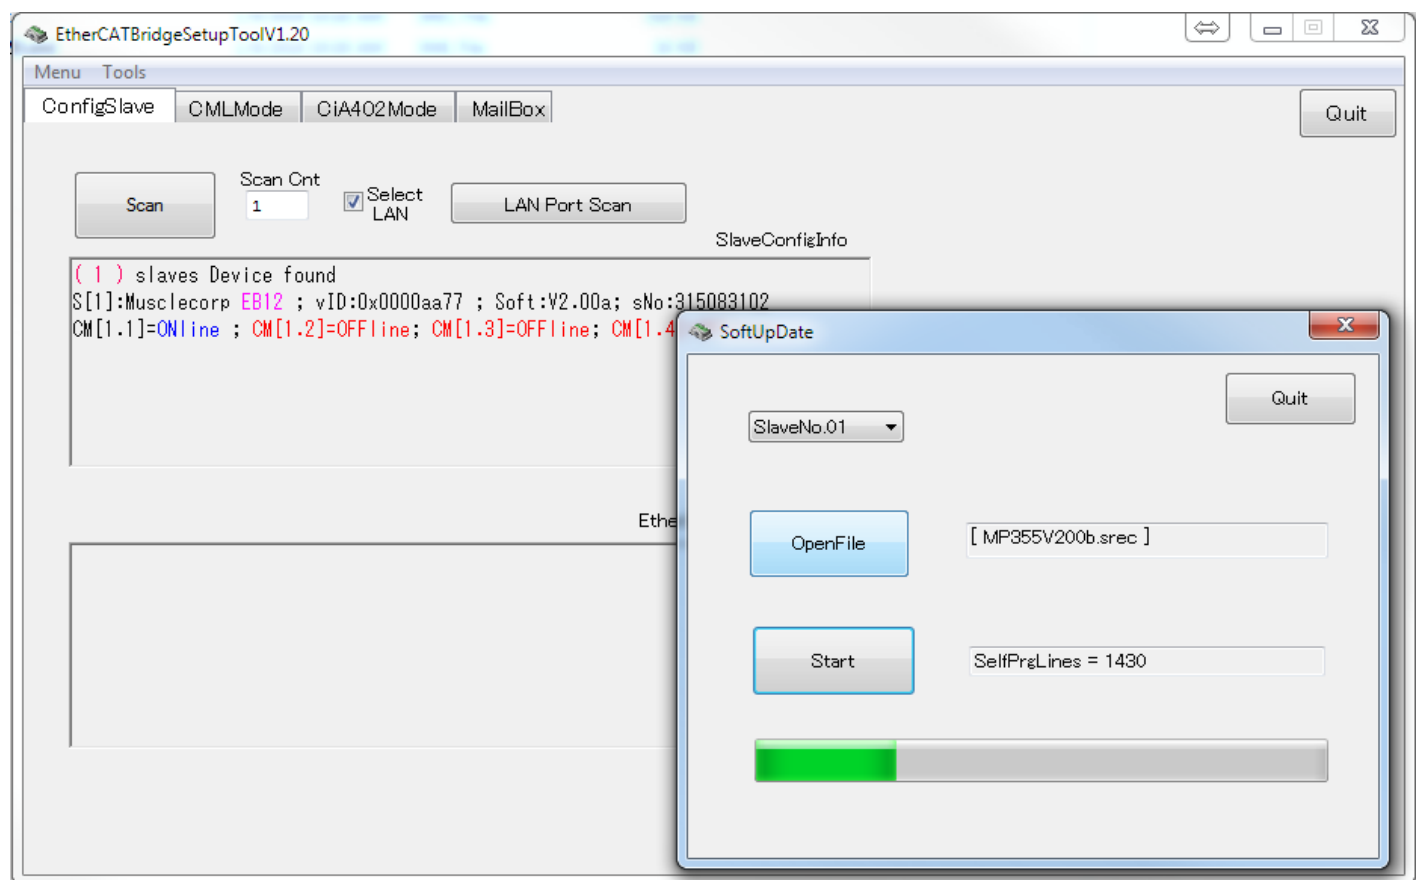 EtherCATBridgeSetupToolV1.20
Menu Tools
ConfigSlave CMLMode CiA402Mode MailBox
Quit
Scan Cnt
Scan 1 Select LAN LAN Port Scan
SlaveConfigInfo
( 1 ) slaves Device found
S[1]:Musclecorp EB12 ; vID:0x0000aa77 ; Soft:V2.00a; sNo:315083102
CM[1.1]=ONline ; CM[1.2]=OFFline; CM[1.3]=OFFline; CM[1.4
Ethe
SoftUpDate
Quit
SlaveNo.01
OpenFile [ MP355V200b.srec ]
Start SelfPrgLines = 1430